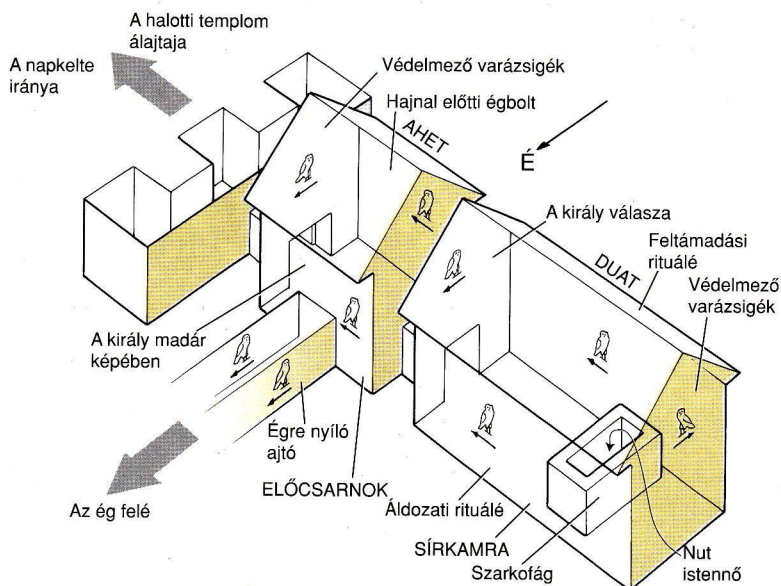 A halotti templom
álajtaja
A napkelte
iránya
Védelmező varázsigék
Hajnal előtti égbolt
AHET
É
A király válasza
DUAT
Feltámadási
rituálé
Védelmező
varázsigék
A király madár
képében
Égre nyíló
ajtó
Az ég felé
ELŐCSARNOK
Áldozati rituálé
SÍRKAMRA
Szarkofág
Nut
istennő